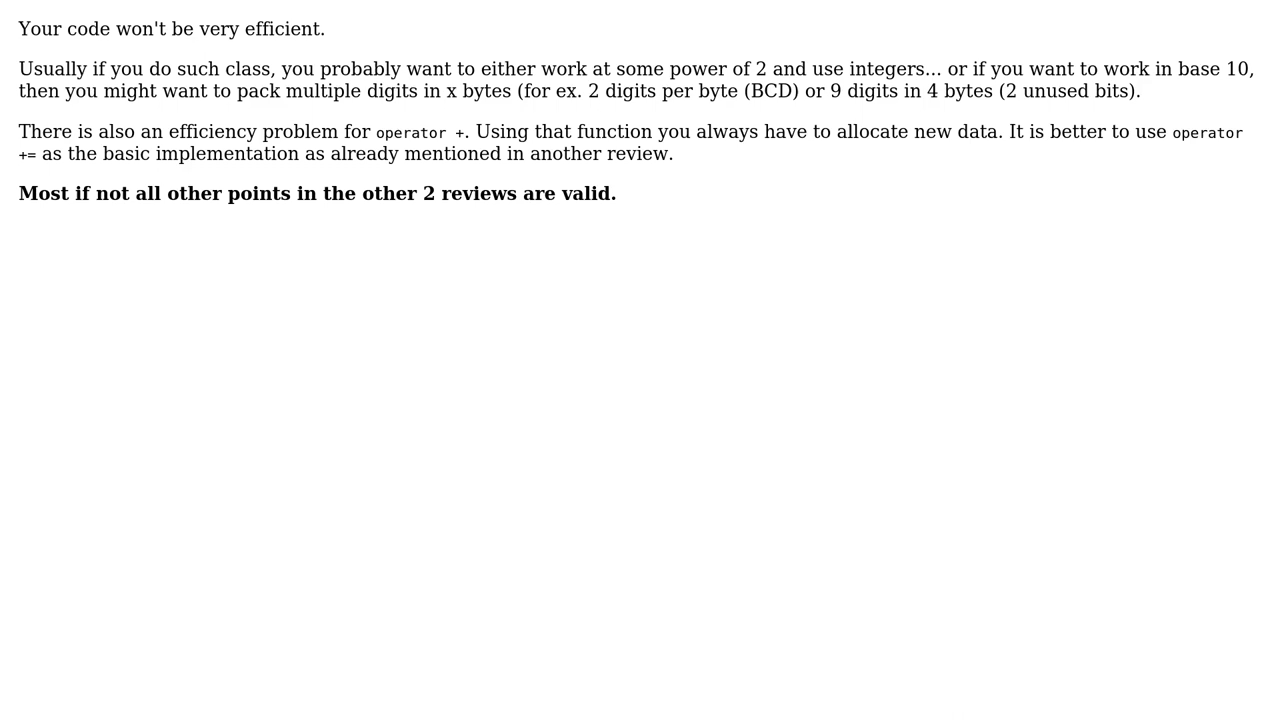 Your code won't be very efficient.
Usually if you do such class, you probably want to either work at some power of 2 and use integers... or if you want to work in base 10,
then you might want to pack multiple digits in x bytes (for ex. 2 digits per byte (BCD) or 9 digits in 4 bytes (2 unused bits).
There is also an efficiency problem for operator +. Using that function you always have to allocate new data. It is better to use operator
+= as the basic implementation as already mentioned in another review.
Most if not all other points in the other 2 reviews are valid.